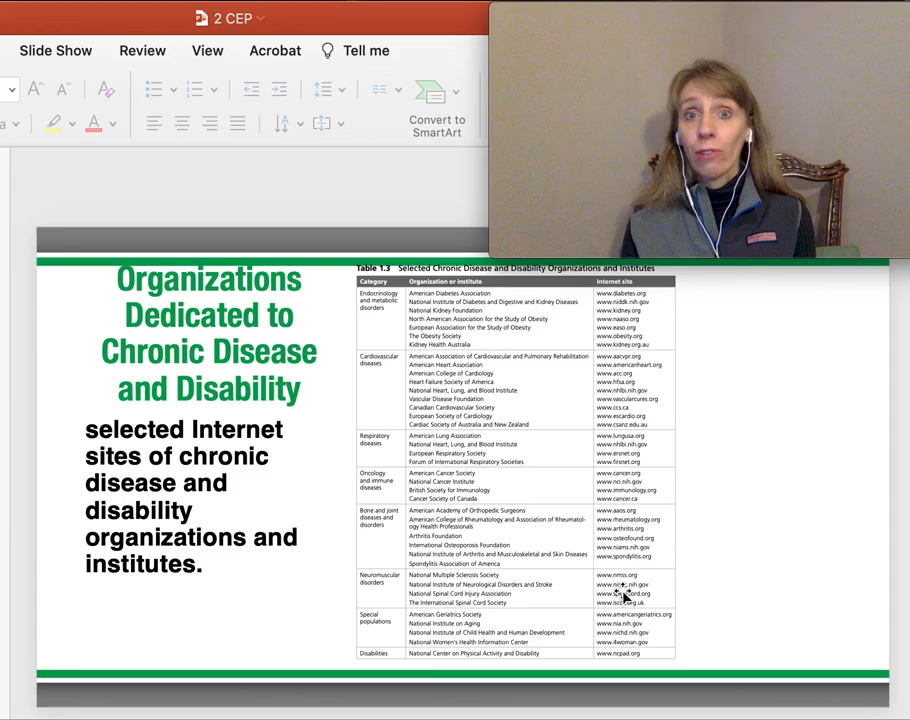 2 CEP
Slide Show Review View Acrobat Tell me
Convert to
SmartArt
Organizations
Dedicated to
Chronic Disease
and Disability
selected Internet
sites of chronic
disease and
disability
organizations and
institutes.
Table 1.3 Selected Chronic Disease and Disability Organizations and Institutes
Category Organization or institute Internet site
Endocrinology
and metabolic
disorders
American Diabetes Association www.diabetes.org
National Institute of Diabetes and Digestive and Kidney Diseases www.niddk.nih.gov
National Kidney Foundation www.kidney.org
North American Association for the Study of Obesity www.naaso.org
European Association for the Study of Obesity www.easo.org
The Obesity Society www.obesity.org
Kidney Health Australia www.kidney.org.au
Cardiovascular
diseases
American Association of Cardiovascular and Pulmonary Rehabilitation www.aacvpr.org
American Heart Association www.americanheart.org
American College of Cardiology www.acc.org
Heart Failure Society of America www.hfsa.org
National Heart, Lung, and Blood Institute www.nhlbi.nih.gov
Vascular Disease Foundation www.vascularcures.org
Canadian Cardiovascular Society www.ccs.ca
European Society of Cardiology www.escardio.org
Cardiac Society of Australia and New Zealand www.csanz.edu.au
Respiratory
diseases
American Lung Association www.lungusa.org
National Heart, Lung, and Blood Institute www.nhlbi.nih.gov
European Respiratory Society www.ersnet.org
Forum of International Respiratory Societies www.firsnet.org
Oncology
and immune
diseases
American Cancer Society www.cancer.org
National Cancer Institute www.nci.nih.gov
British Society for Immunology www.immunology.org
Cancer Society of Canada www.cancer.ca
Bone and joint
diseases and
disorders
American Academy of Orthopedic Surgeons www.aaos.org
American College of Rheumatology and Association of Rheumatol- www.rheumatology.org
ogy Health Professionals
Arthritis Foundation www.arthritis.org
International Osteoporosis Foundation www.osteofound.org
National Institute of Arthritis and Musculoskeletal and Skin Diseases www.niams.nih.gov
Spondylitis Association of America www.spondylitis.org
Neuromuscular
disorders
National Multiple Sclerosis Society www.nmss.org
National Institute of Neurological Disorders and Stroke
National Spinal Cord Injury Association
The International Spinal Cord Society
Special
populations
American Geriatrics Society www.americangeriatrics.org
National Institute on Aging www.nia.nih.gov
National Institute of Child Health and Human Development www.nichd.nih.gov
National Women's Health Information Center www.4woman.gov
Disabilities National Center on Physical Activity and Disability www.ncpad.org